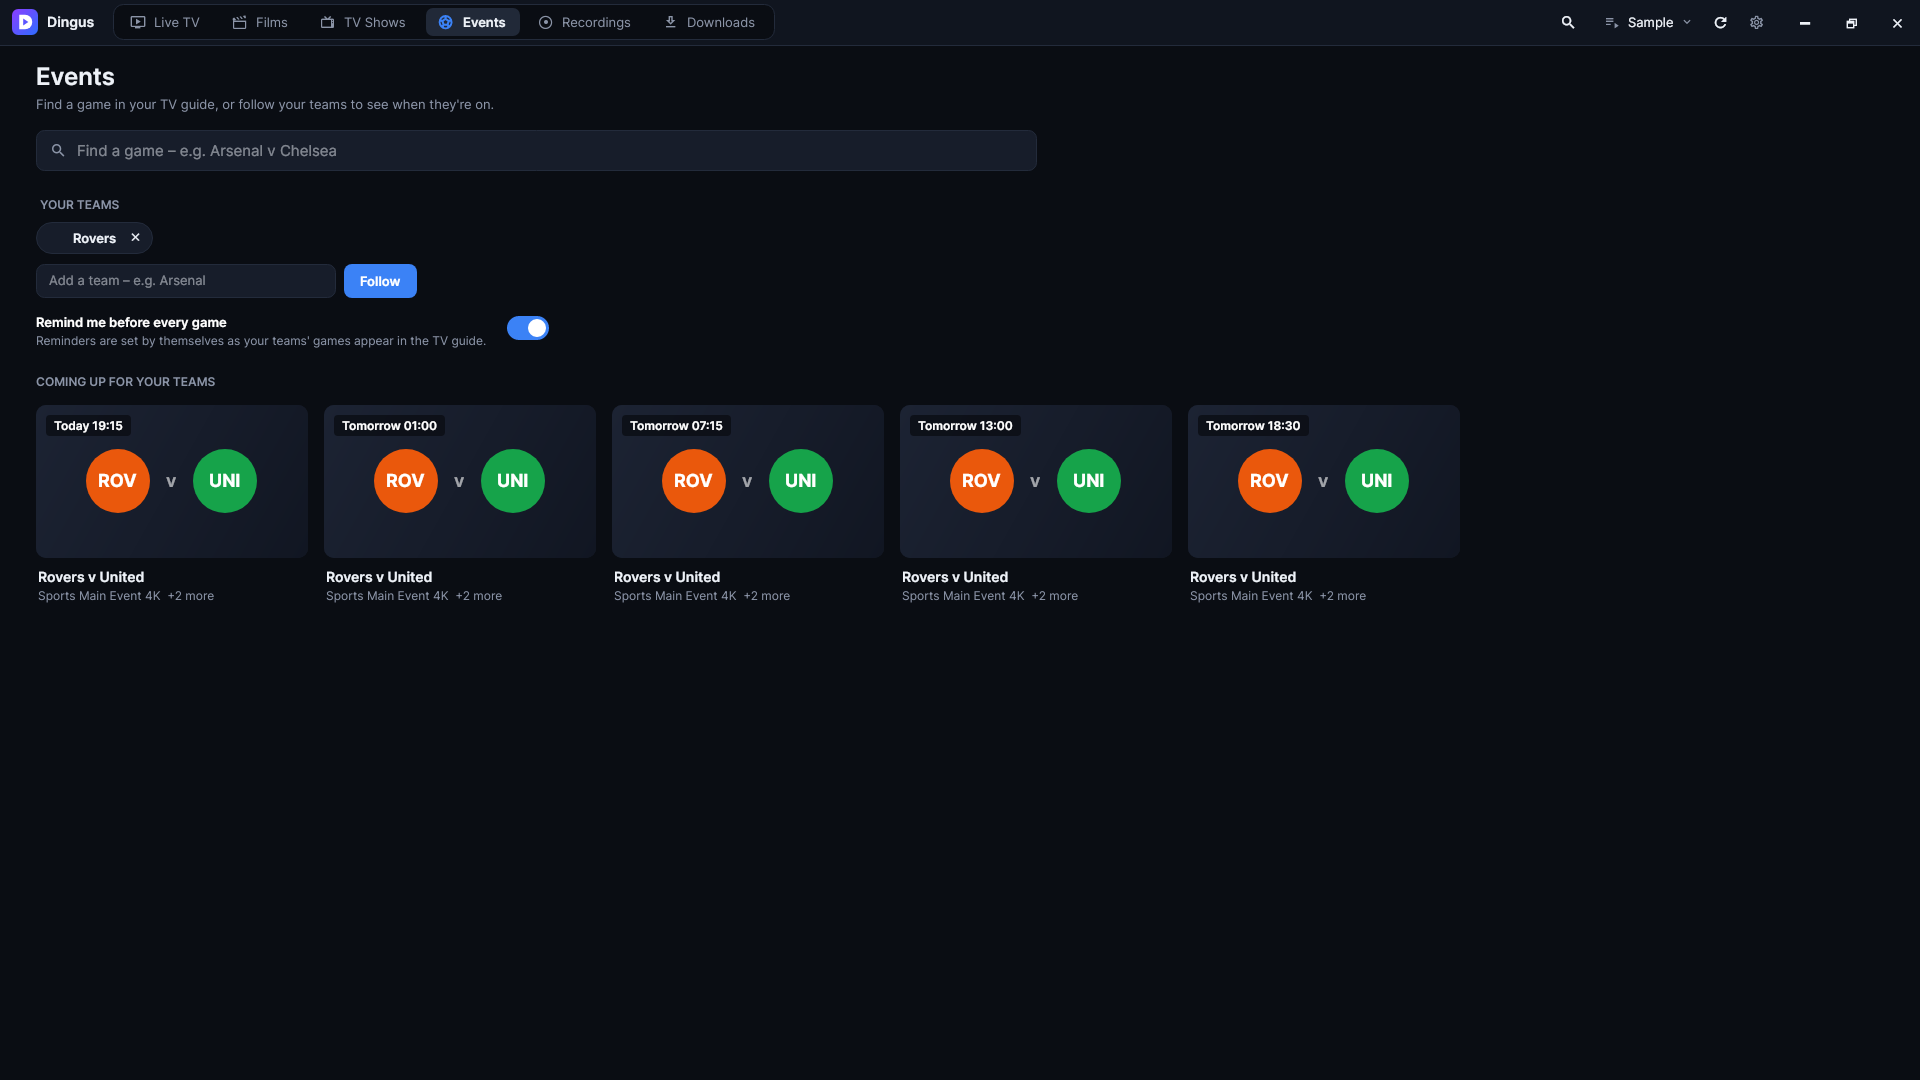 Dingus
Live TV
Films
TV Shows
Events
Recordings
Downloads
Sample
Events
Find a game in your TV guide, or follow your teams to see when they're on.
Find a game – e.g. Arsenal v Chelsea
YOUR TEAMS
Rovers
Add a team – e.g. Arsenal
Follow
Remind me before every game
Reminders are set by themselves as your teams' games appear in the TV guide.
COMING UP FOR YOUR TEAMS
Today 19:15
ROV v UNI
Rovers v United
Sports Main Event 4K +2 more
Tomorrow 01:00
ROV v UNI
Rovers v United
Sports Main Event 4K +2 more
Tomorrow 07:15
ROV v UNI
Rovers v United
Sports Main Event 4K +2 more
Tomorrow 13:00
ROV v UNI
Rovers v United
Sports Main Event 4K +2 more
Tomorrow 18:30
ROV v UNI
Rovers v United
Sports Main Event 4K +2 more